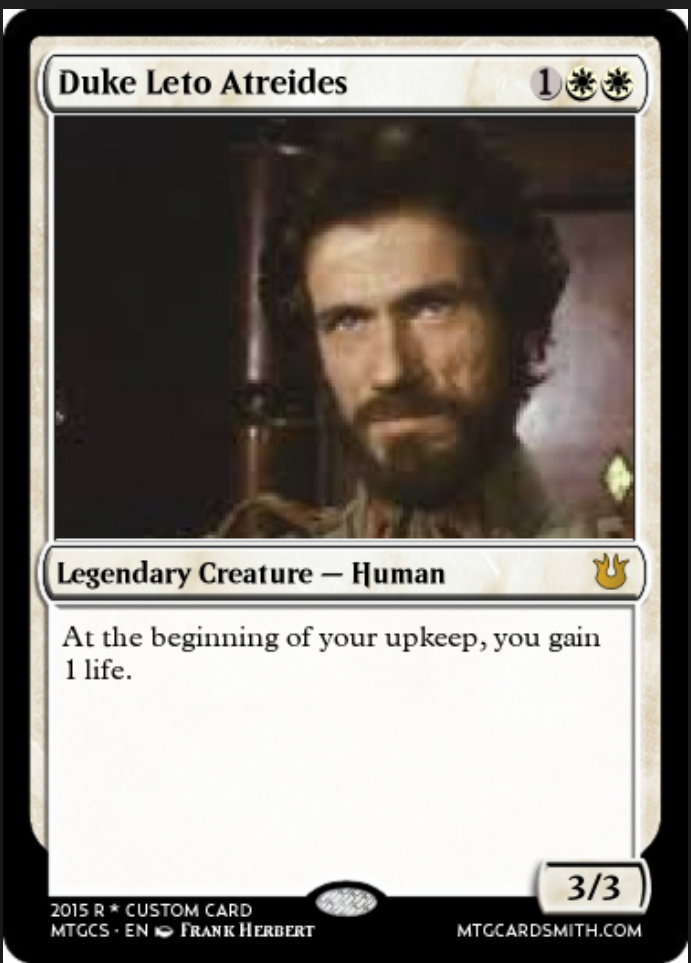 Duke Leto Atreides 1
Legendary Creature — Human
At the beginning of your upkeep, you gain
1 life.
3/3
2015 R * CUSTOM CARD
MTGCS · EN FRANK HERBERT
MTGCARDSMITH.COM